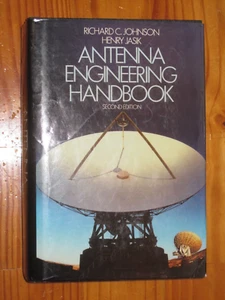 RICHARD C. JOHNSON
HENRY JASIK
ANTENNA
ENGINEERING
HANDBOOK
SECOND EDITION